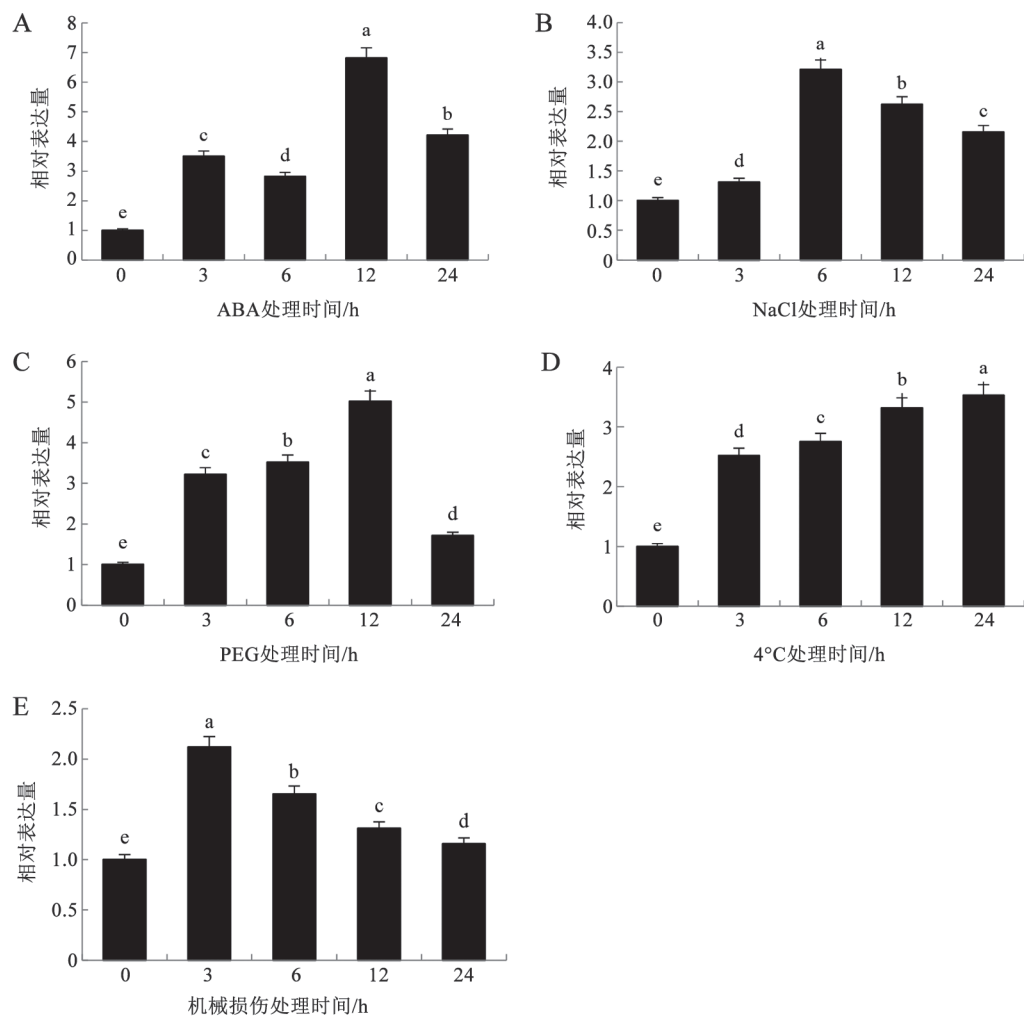 A
相对表达量
8
7
6
5
4
3
2
1
0
e
c
d
a
b
0 3 6 12 24
ABA处理时间/h
B
相对表达量
4.0
3.5
3.0
2.5
2.0
1.5
1.0
0.5
0
e
d
a
b
c
0 3 6 12 24
NaCl处理时间/h
C
相对表达量
6
5
4
3
2
1
0
e
c
b
a
d
0 3 6 12 24
PEG处理时间/h
D
相对表达量
4
3
2
1
0
e
d
c
b
a
0 3 6 12 24
4°C处理时间/h
E
相对表达量
2.5
2.0
1.5
1.0
0.5
0
e
a
b
c
d
0 3 6 12 24
机械损伤处理时间/h